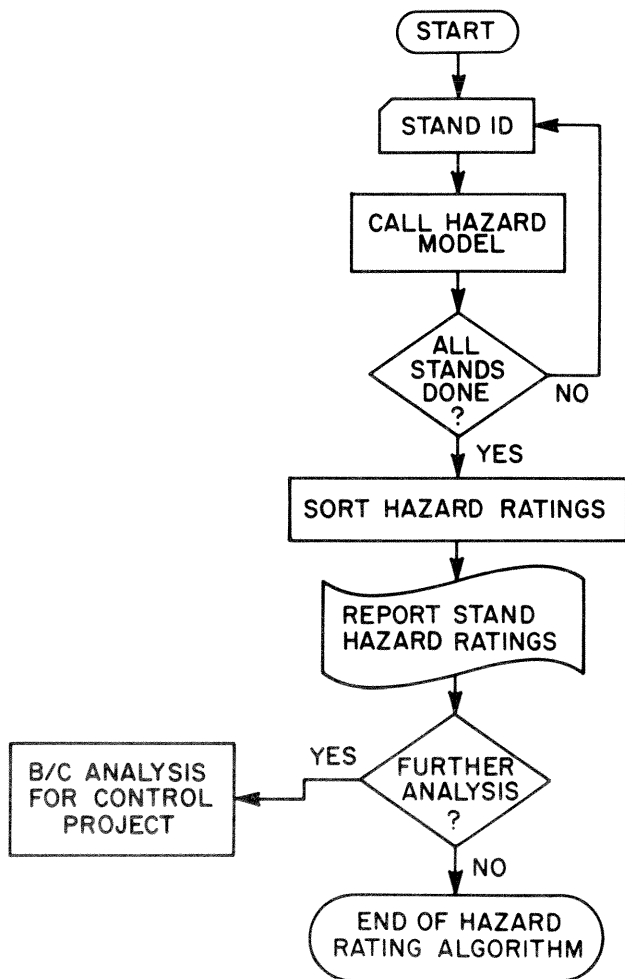 START
STAND ID
CALL HAZARD
MODEL
ALL
STANDS
DONE
?
NO
YES
SORT HAZARD RATINGS
REPORT STAND
HAZARD RATINGS
YES
B/C ANALYSIS
FOR CONTROL
PROJECT
FURTHER
ANALYSIS
?
NO
END OF HAZARD
RATING ALGORITHM